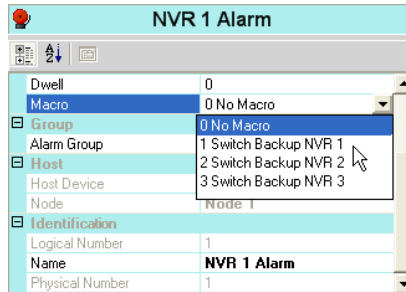 NVR 1 Alarm
Dwell 0
Macro 0 No Macro
Group 0 No Macro
Alarm Group 1 Switch Backup NVR 1
Host 2 Switch Backup NVR 2
Host Device 3 Switch Backup NVR 3
Node Node 1
Identification
Logical Number 1
Name NVR 1 Alarm
Physical Number 1